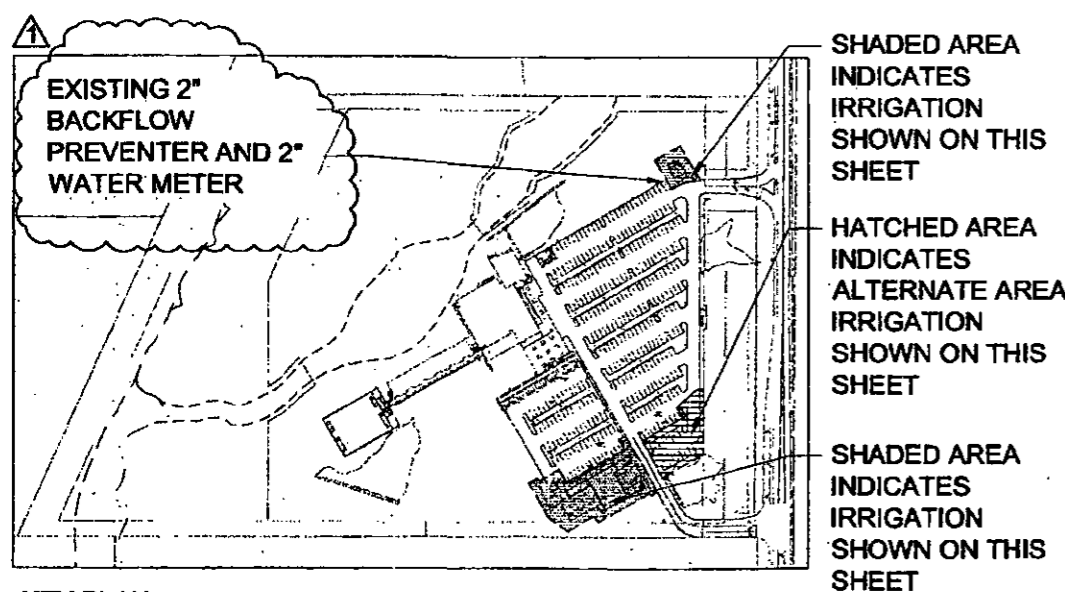 1
EXISTING 2"
BACKFLOW
PREVENTER AND 2"
WATER METER
SHADED AREA
INDICATES
IRRIGATION
SHOWN ON THIS
SHEET
HATCHED AREA
INDICATES
ALTERNATE AREA
IRRIGATION
SHOWN ON THIS
SHEET
SHADED AREA
INDICATES
IRRIGATION
SHOWN ON THIS
SHEET